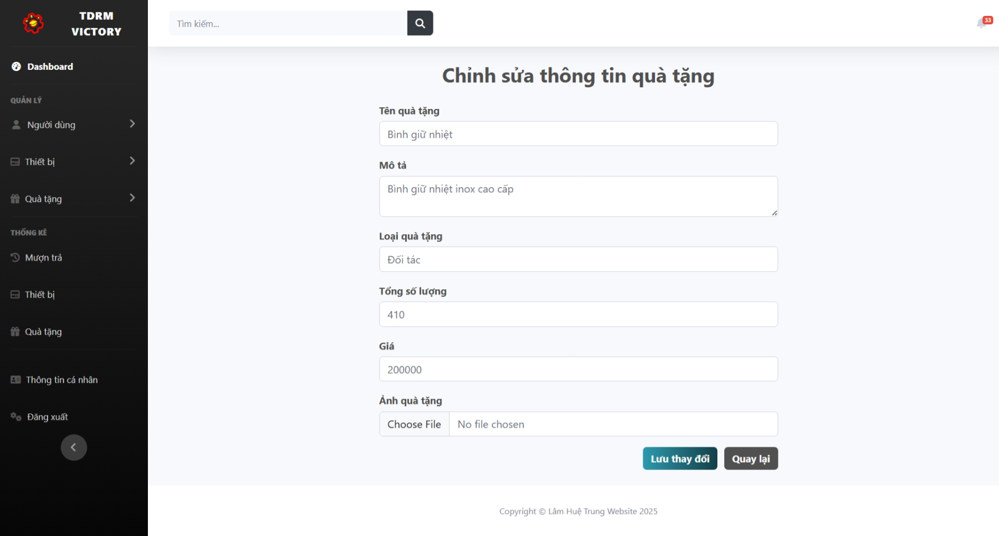 TDRM
VICTORY
Dashboard
QUẢN LÝ
Người dùng
Thiết bị
Quà tặng
THỐNG KÊ
Mượn trả
Thiết bị
Quà tặng
Thông tin cá nhân
Đăng xuất
Tìm kiếm...
33
Chỉnh sửa thông tin quà tặng
Tên quà tặng
Bình giữ nhiệt
Mô tả
Bình giữ nhiệt inox cao cấp
Loại quà tặng
Đối tác
Tổng số lượng
410
Giá
200000
Ảnh quà tặng
Choose File No file chosen
Lưu thay đổi Quay lại
Copyright © Lâm Huệ Trung Website 2025